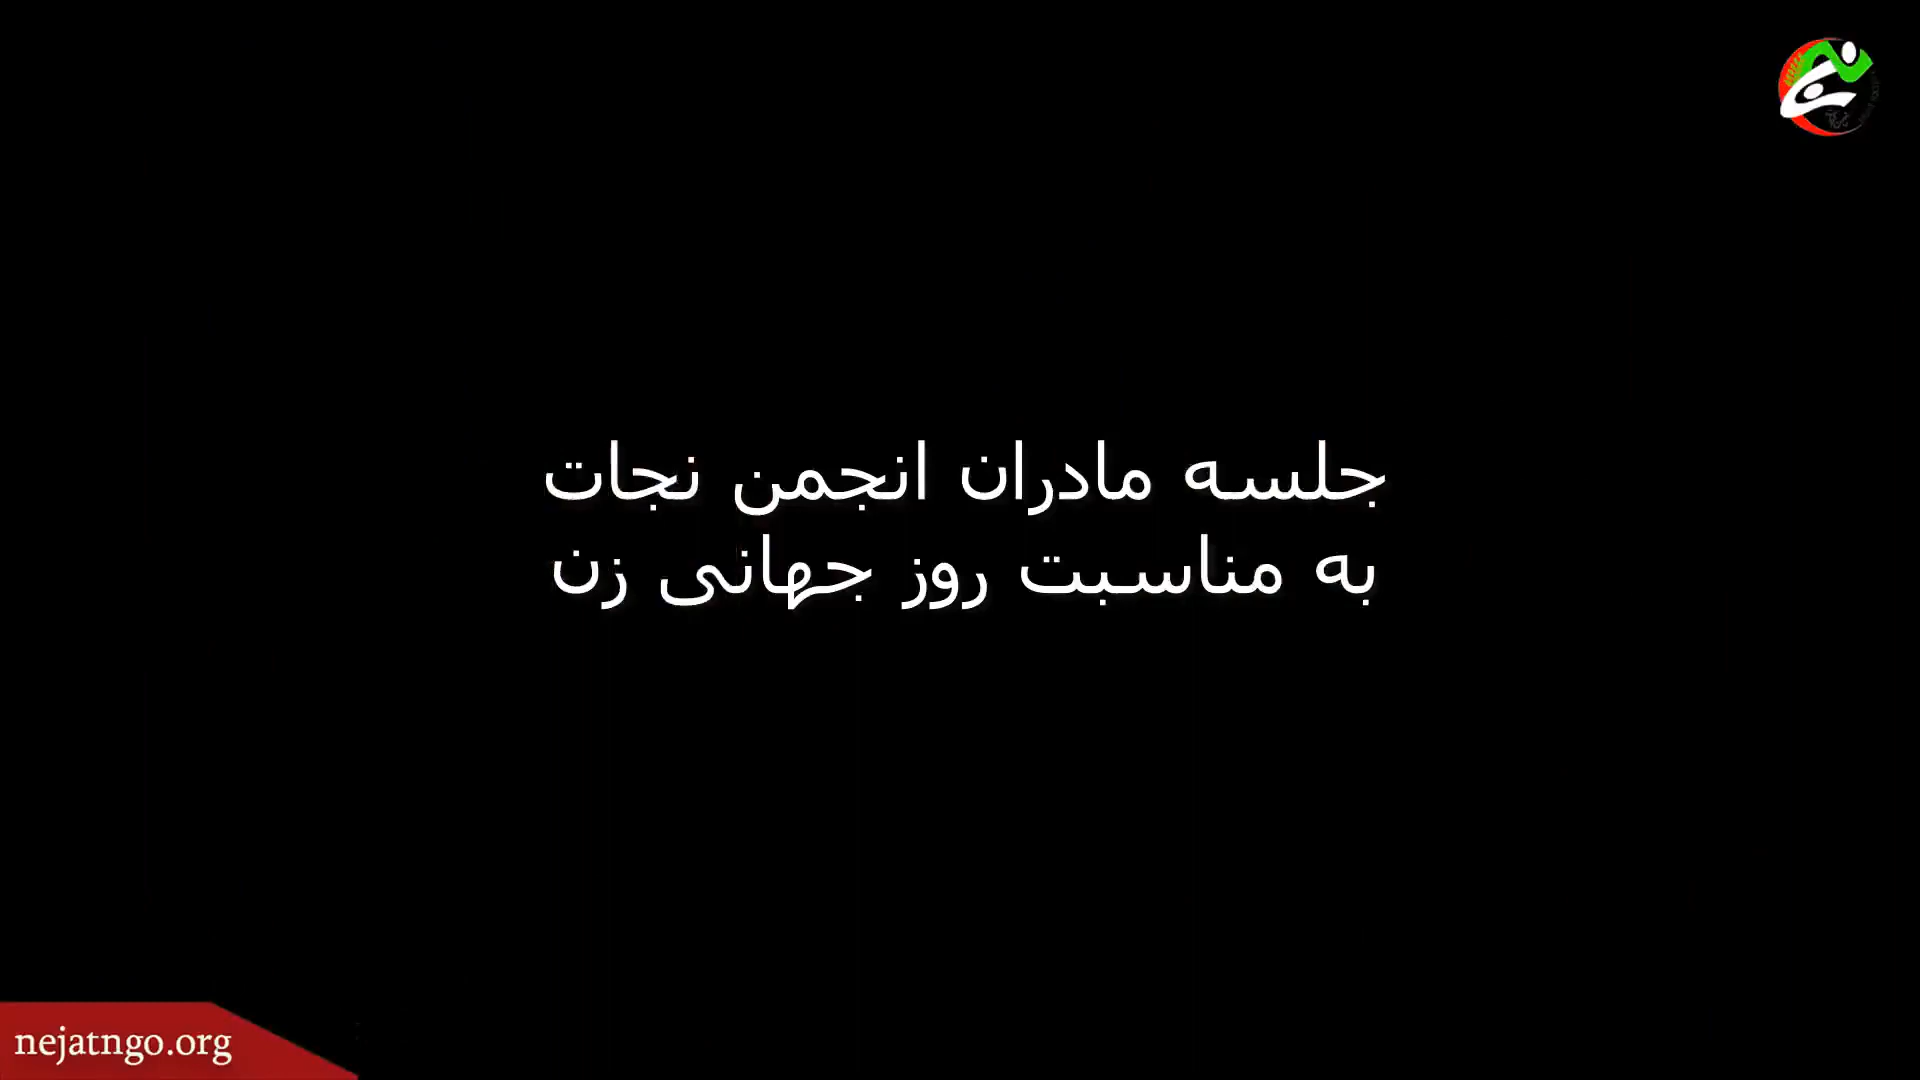 جلسه مادران انجمن نجات
به مناسبت روز جهانی زن
nejatngo.org